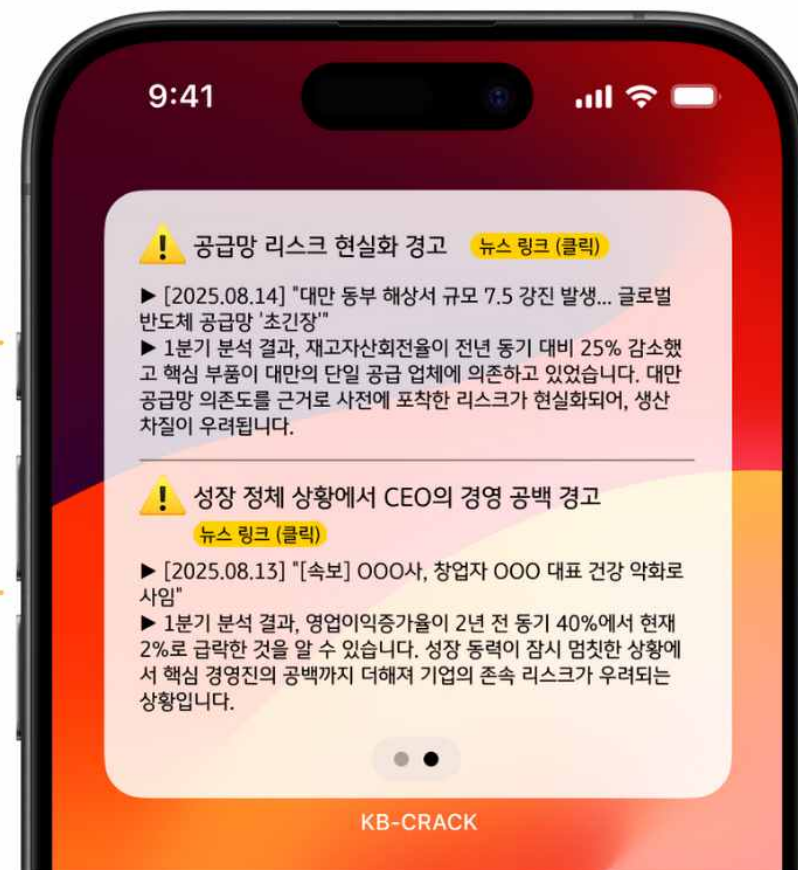 9:41
공급망 리스크 현실화 경고 뉴스 링크 (클릭)
▶ [2025.08.14] "대만 동부 해상서 규모 7.5 강진 발생... 글로벌
반도체 공급망 '초긴장'"
▶ 1분기 분석 결과, 재고자산회전율이 전년 동기 대비 25% 감소했
고 핵심 부품이 대만의 단일 공급 업체에 의존하고 있었습니다. 대만
공급망 의존도를 근거로 사전에 포착한 리스크가 현실화되어, 생산
차질이 우려됩니다.
성장 정체 상황에서 CEO의 경영 공백 경고
뉴스 링크 (클릭)
▶ [2025.08.13] "[속보] OOO사, 창업자 OOO 대표 건강 악화로
사임"
▶ 1분기 분석 결과, 영업이익증가율이 2년 전 동기 40%에서 현재
2%로 급락한 것을 알 수 있습니다. 성장 동력이 잠시 멈칫한 상황에
서 핵심 경영진의 공백까지 더해져 기업의 존속 리스크가 우려되는
상황입니다.
KB-CRACK